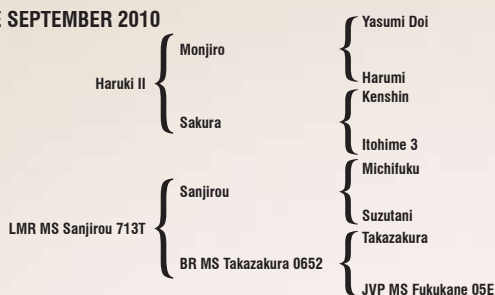 E SEPTEMBER 2010
Yasumi Doi
Monjiro
Harumi
Haruki II
Kenshin
Sakura
Itohime 3
Michifuku
Sanjirou
Suzutani
LMR MS Sanjirou 713T
Takazakura
BR MS Takazakura 0652
JVP MS Fukukane 05E